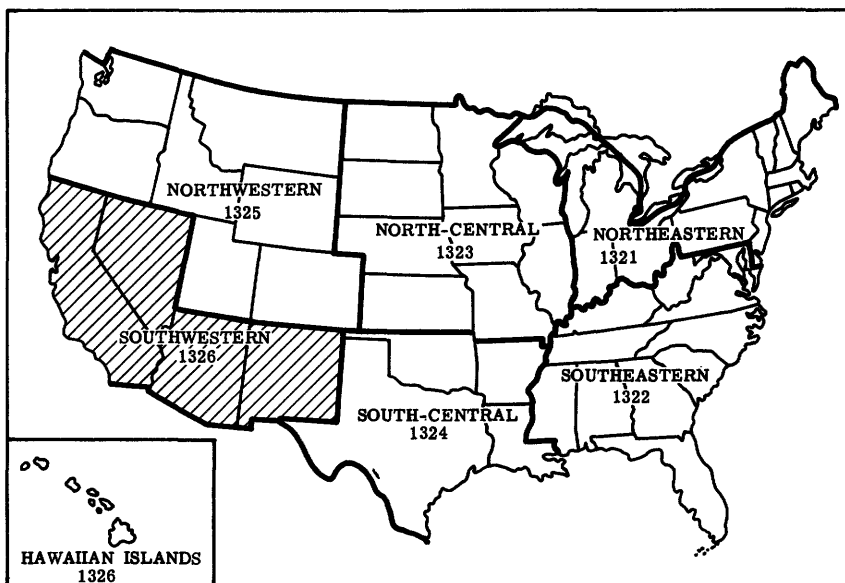 NORTHWESTERN
1325
NORTH-CENTRAL
1323
NORTHEASTERN
1321
SOUTHWESTERN
1326
SOUTHEASTERN
1322
SOUTH-CENTRAL
1324
HAWAIIAN ISLANDS
1326